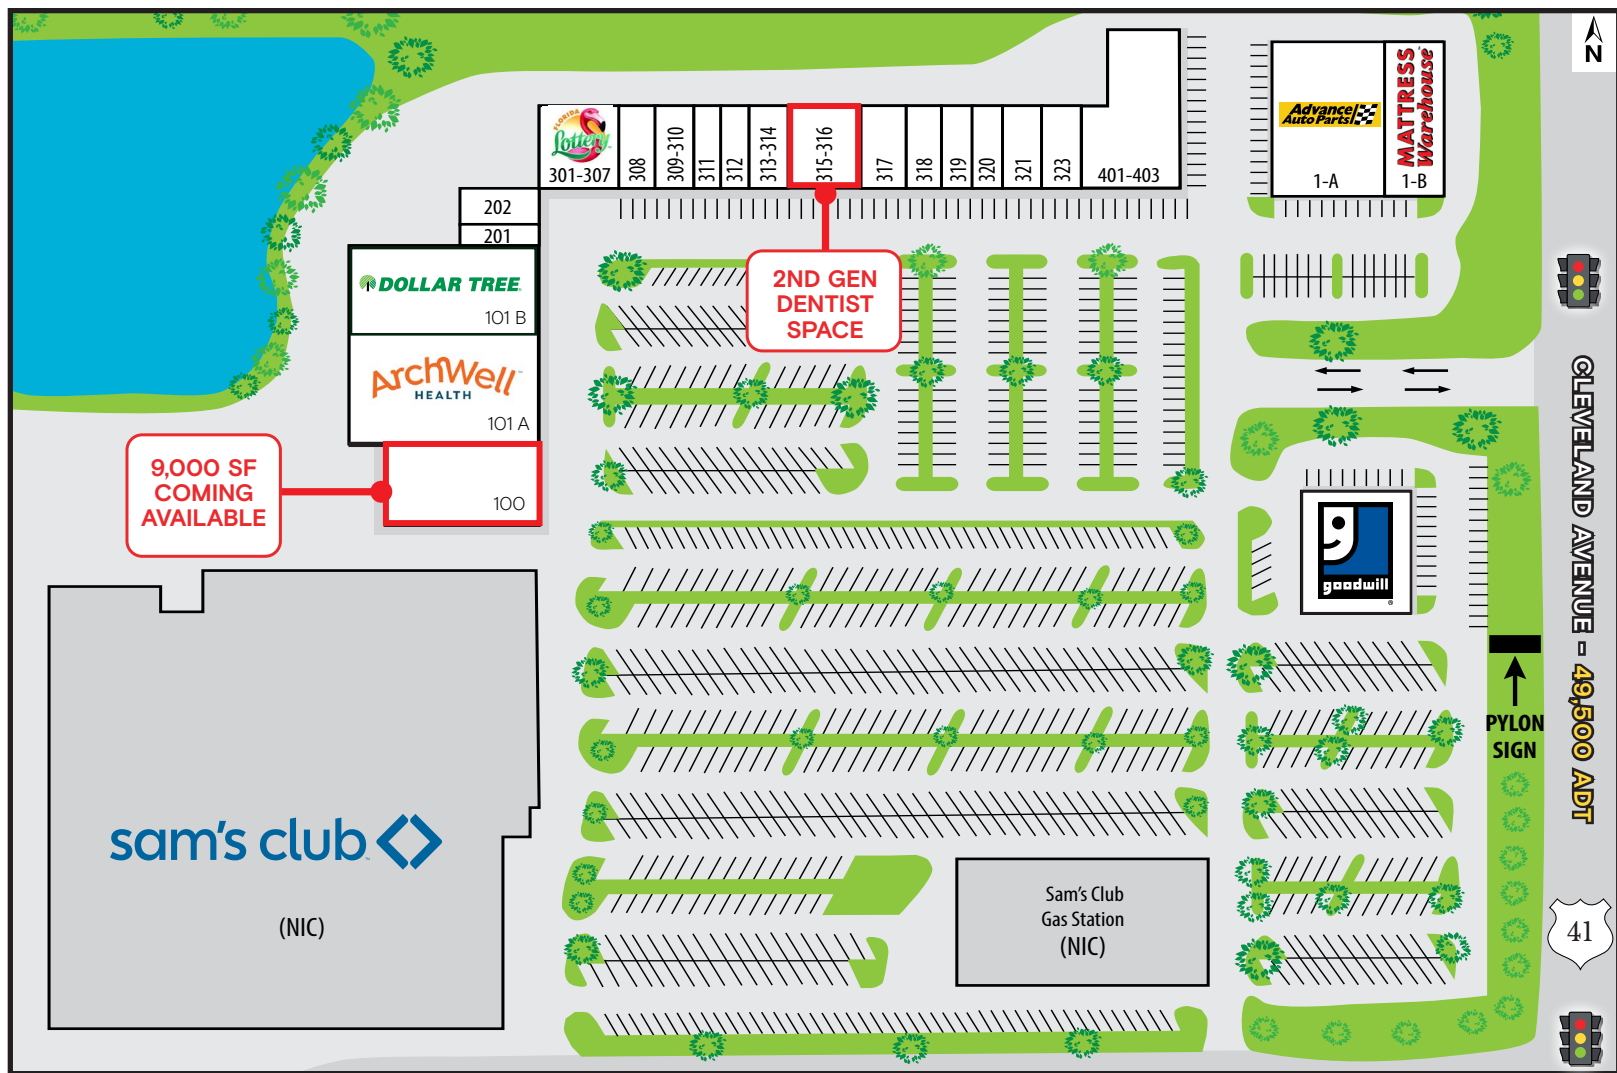 N
FLORIDA
Lottery
301-307
308
309-310
311
312
313-314
315-316
317
318
319
320
321
323
401-403
Advance
Auto Parts
1-A
MATTRESS
Warehouse
1-B
202
201
DOLLAR TREE
101 B
ArchWell
HEALTH
101 A
100
2ND GEN
DENTIST
SPACE
9,000 SF
COMING
AVAILABLE
goodwill
®
PYLON
SIGN
CLEVELAND AVENUE - 49,500 ADT
41
sam's club
(NIC)
Sam's Club
Gas Station
(NIC)